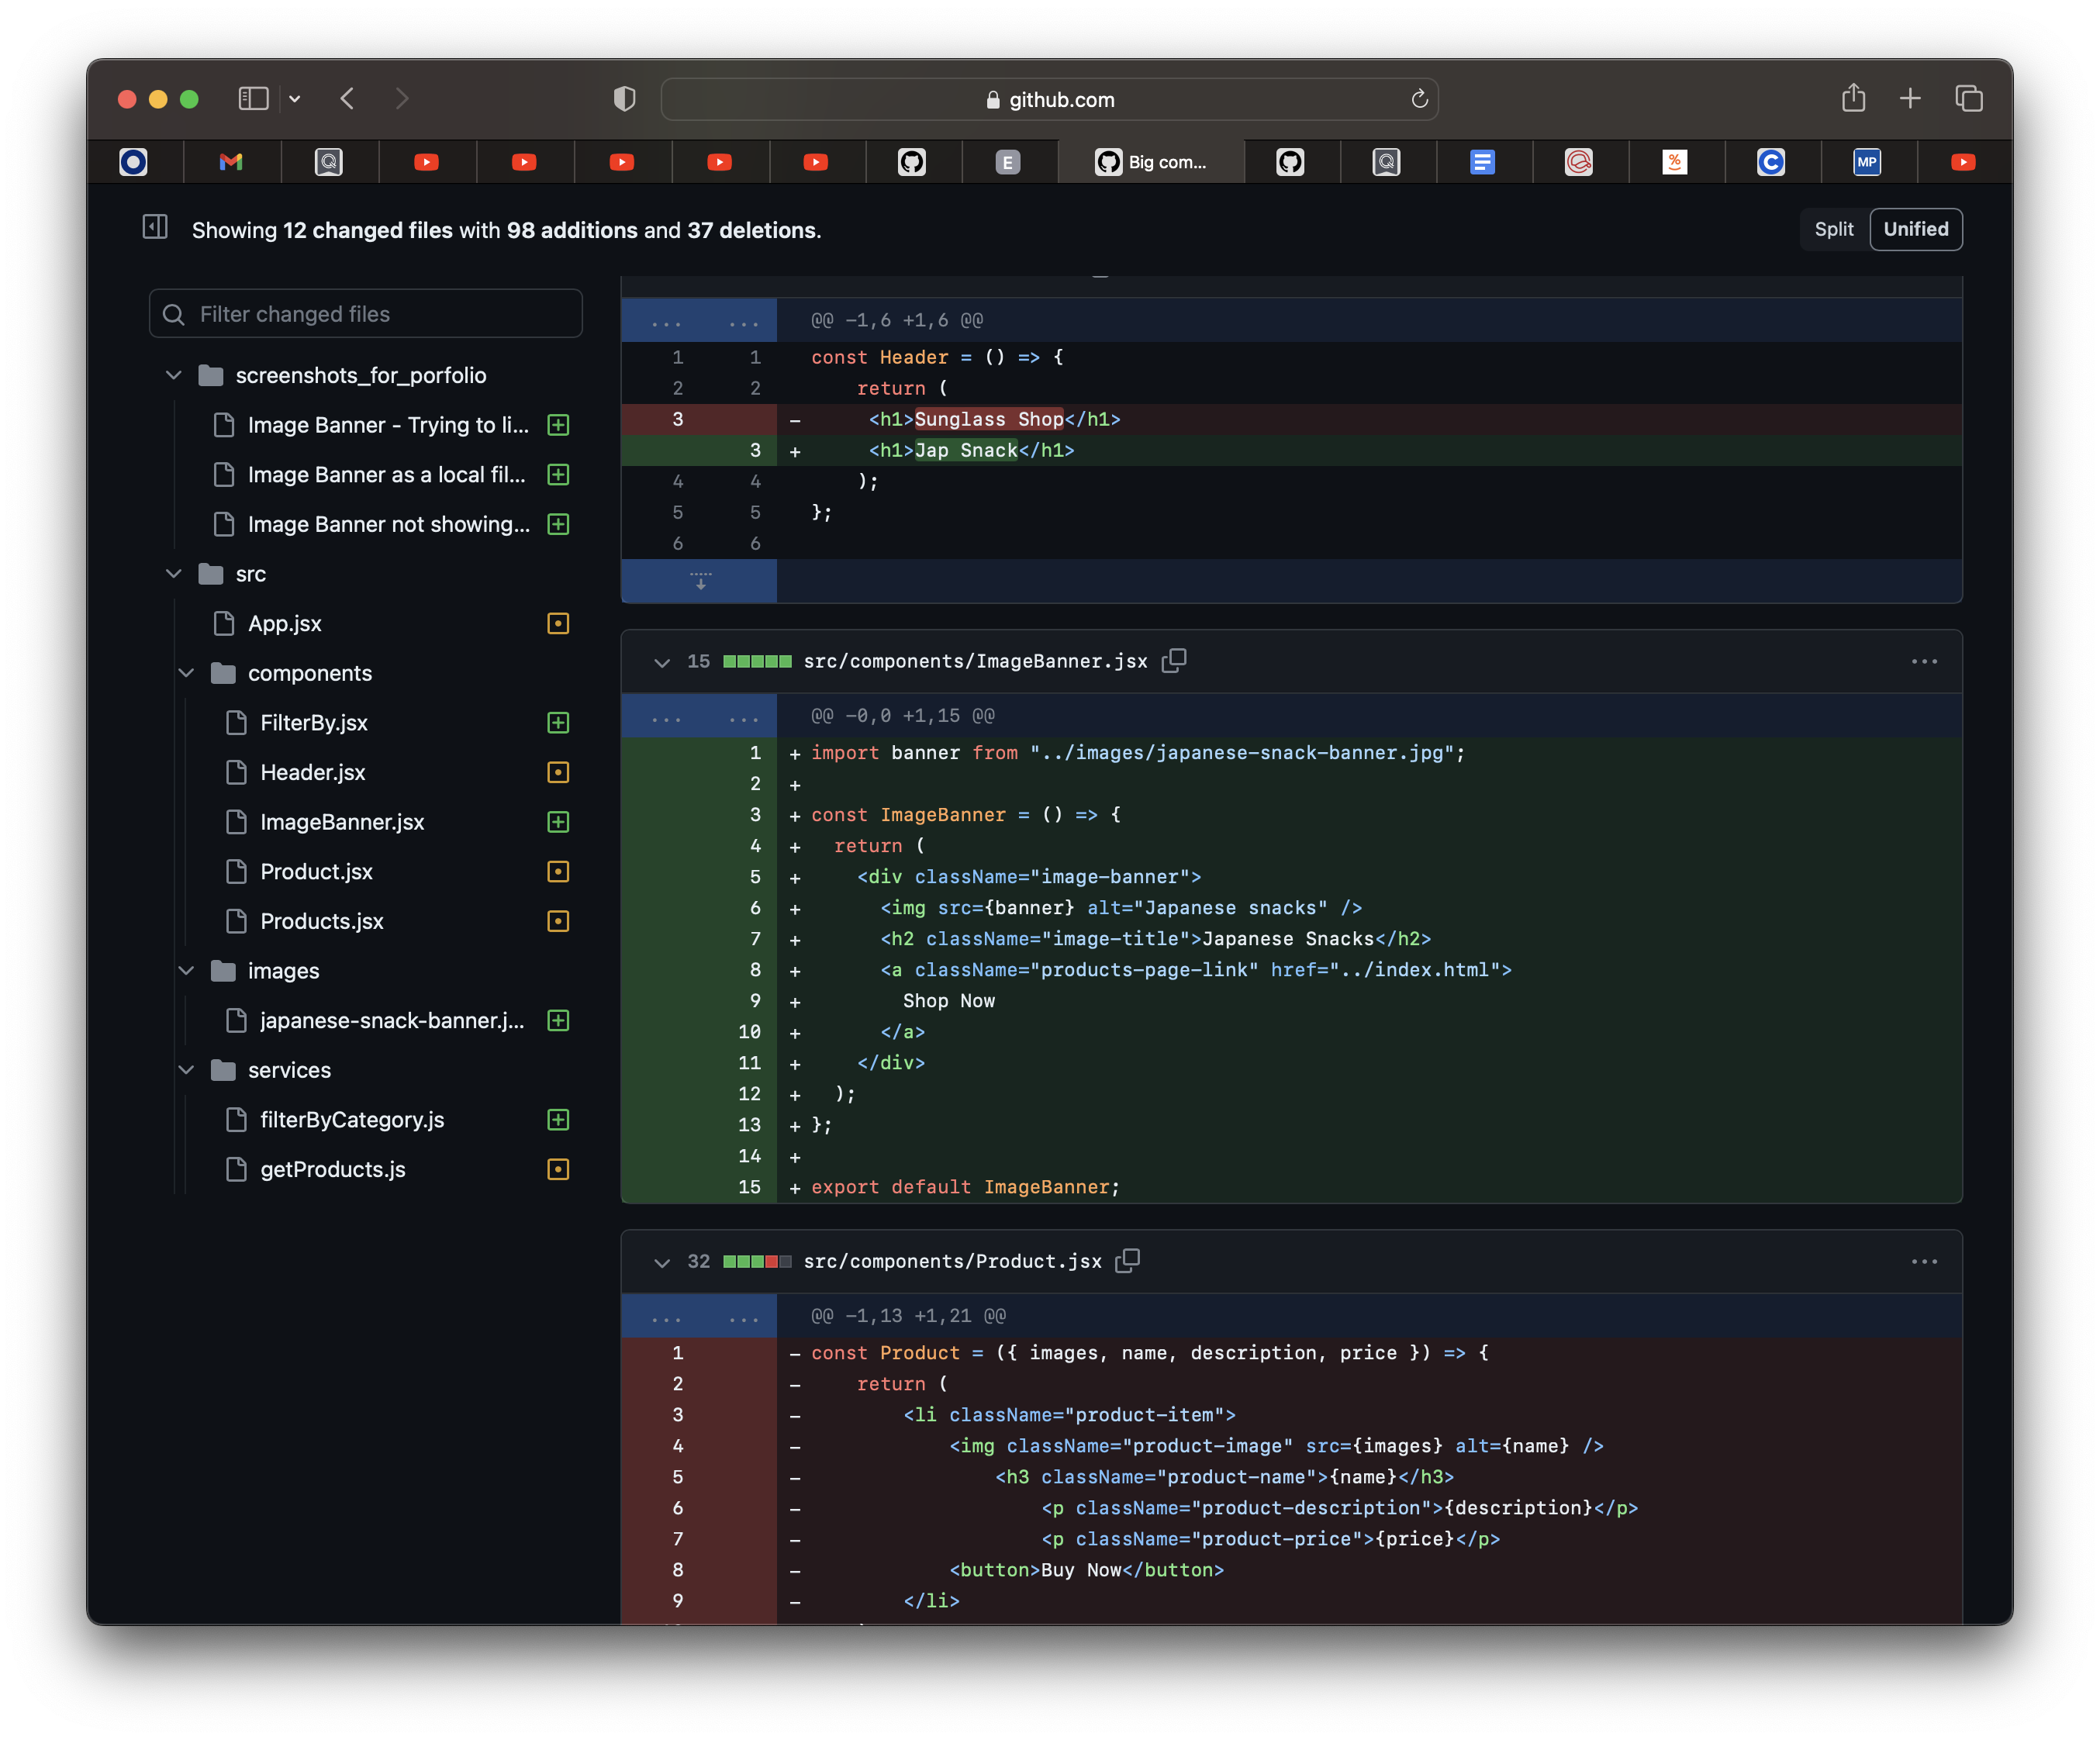 github.com
E
Big com...
MP
Showing 12 changed files with 98 additions and 37 deletions.
Split
Unified
Filter changed files
screenshots_for_porfolio
Image Banner - Trying to li...
Image Banner as a local fil...
Image Banner not showing...
src
App.jsx
components
FilterBy.jsx
Header.jsx
ImageBanner.jsx
Product.jsx
Products.jsx
images
japanese-snack-banner.j...
services
filterByCategory.js
getProducts.js
... ... @@ -1,6 +1,6 @@
1 1 const Header = () => {
2 2 return (
3 - <h1>Sunglass Shop</h1>
3 + <h1>Jap Snack</h1>
4 4 );
5 5 };
6 6
15 src/components/ImageBanner.jsx
... ... @@ -0,0 +1,15 @@
1 + import banner from "../images/japanese-snack-banner.jpg";
2 +
3 + const ImageBanner = () => {
4 + return (
5 + <div className="image-banner">
6 + <img src={banner} alt="Japanese snacks" />
7 + <h2 className="image-title">Japanese Snacks</h2>
8 + <a className="products-page-link" href="../index.html">
9 + Shop Now
10 + </a>
11 + </div>
12 + );
13 + };
14 +
15 + export default ImageBanner;
32 src/components/Product.jsx
... ... @@ -1,13 +1,21 @@
1 - const Product = ({ images, name, description, price }) => {
2 - return (
3 - <li className="product-item">
4 - <img className="product-image" src={images} alt={name} />
5 - <h3 className="product-name">{name}</h3>
6 - <p className="product-description">{description}</p>
7 - <p className="product-price">{price}</p>
8 - <button>Buy Now</button>
9 - </li>